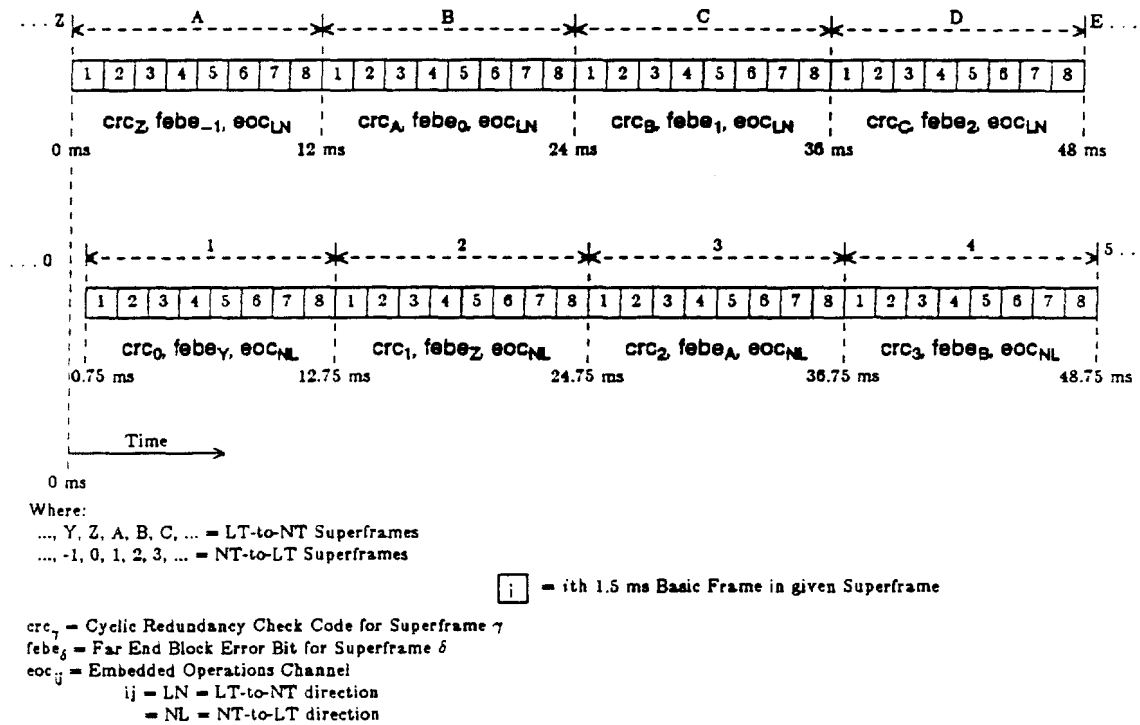 ... Z A B C D E ...
1 2 3 4 5 6 7 8 1 2 3 4 5 6 7 8 1 2 3 4 5 6 7 8 1 2 3 4 5 6 7 8
crc_Z, febe_−1, eoc_LN crc_A, febe_0, eoc_LN crc_B, febe_1, eoc_LN crc_C, febe_2, eoc_LN
0 ms 12 ms 24 ms 36 ms 48 ms
... 0 1 2 3 4 5 ...
1 2 3 4 5 6 7 8 1 2 3 4 5 6 7 8 1 2 3 4 5 6 7 8 1 2 3 4 5 6 7 8
crc_0, febe_Y, eoc_NL crc_1, febe_Z, eoc_NL crc_2, febe_A, eoc_NL crc_3, febe_B, eoc_NL
0.75 ms 12.75 ms 24.75 ms 36.75 ms 48.75 ms
Time
0 ms
Where:
..., Y, Z, A, B, C, ... = LT-to-NT Superframes
..., -1, 0, 1, 2, 3, ... = NT-to-LT Superframes
i = ith 1.5 ms Basic Frame in given Superframe
crc_γ = Cyclic Redundancy Check Code for Superframe γ
febe_δ = Far End Block Error Bit for Superframe δ
eoc_ij = Embedded Operations Channel
ij = LN = LT-to-NT direction
= NL = NT-to-LT direction